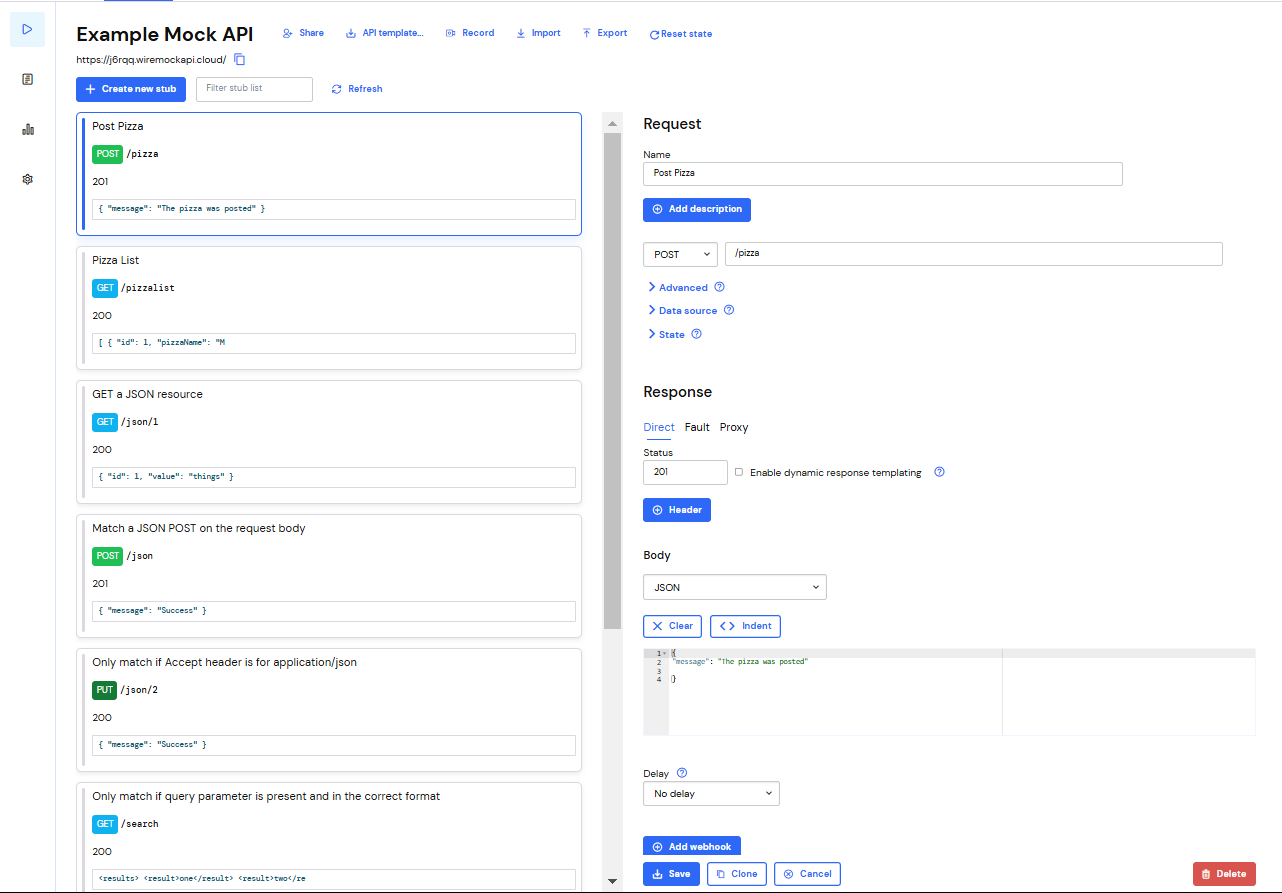 Example Mock API
Share
API template...
Record
Import
Export
Reset state
https://j6rqq.wiremockapi.cloud/
Create new stub
Filter stub list
Refresh
Post Pizza
POST /pizza
201
{ "message": "The pizza was posted" }
Pizza List
GET /pizzalist
200
[ { "id": 1, "pizzaName": "M
GET a JSON resource
GET /json/1
200
{ "id": 1, "value": "things" }
Match a JSON POST on the request body
POST /json
201
{ "message": "Success" }
Only match if Accept header is for application/json
PUT /json/2
200
{ "message": "Success" }
Only match if query parameter is present and in the correct format
GET /search
200
<results> <result>one</result> <result>two</re
Request
Name
Post Pizza
Add description
POST
/pizza
Advanced
Data source
State
Response
Direct Fault Proxy
Status
201
Enable dynamic response templating
Header
Body
JSON
Clear
Indent
1 {
2 "message": "The pizza was posted"
3
4 }
Delay
No delay
Add webhook
Save
Clone
Cancel
Delete